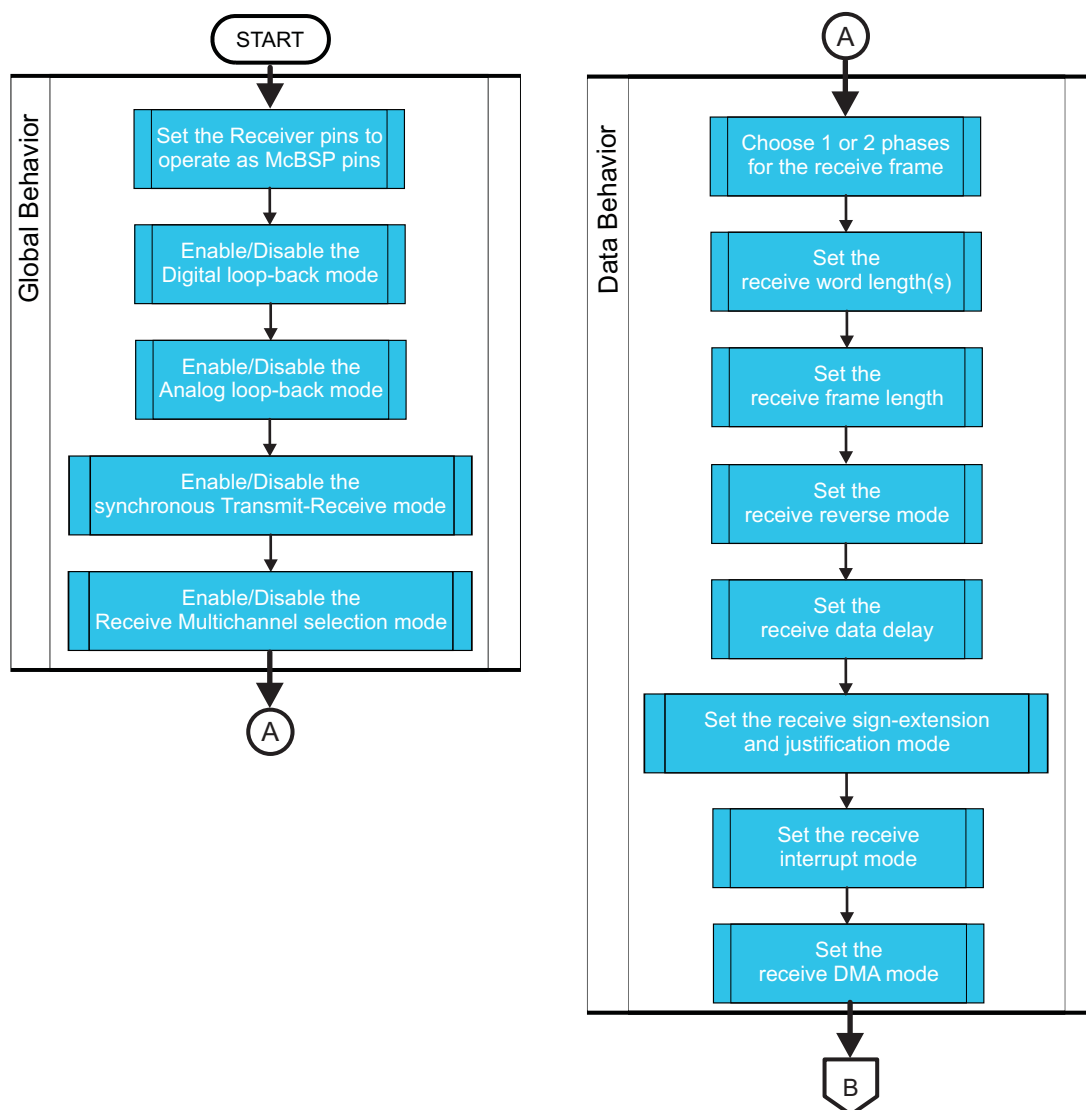 START
Global Behavior
Set the Receiver pins to
operate as McBSP pins
Enable/Disable the
Digital loop-back mode
Enable/Disable the
Analog loop-back mode
Enable/Disable the
synchronous Transmit-Receive mode
Enable/Disable the
Receive Multichannel selection mode
A
A
Data Behavior
Choose 1 or 2 phases
for the receive frame
Set the
receive word length(s)
Set the
receive frame length
Set the
receive reverse mode
Set the
receive data delay
Set the receive sign-extension
and justification mode
Set the receive
interrupt mode
Set the
receive DMA mode
B